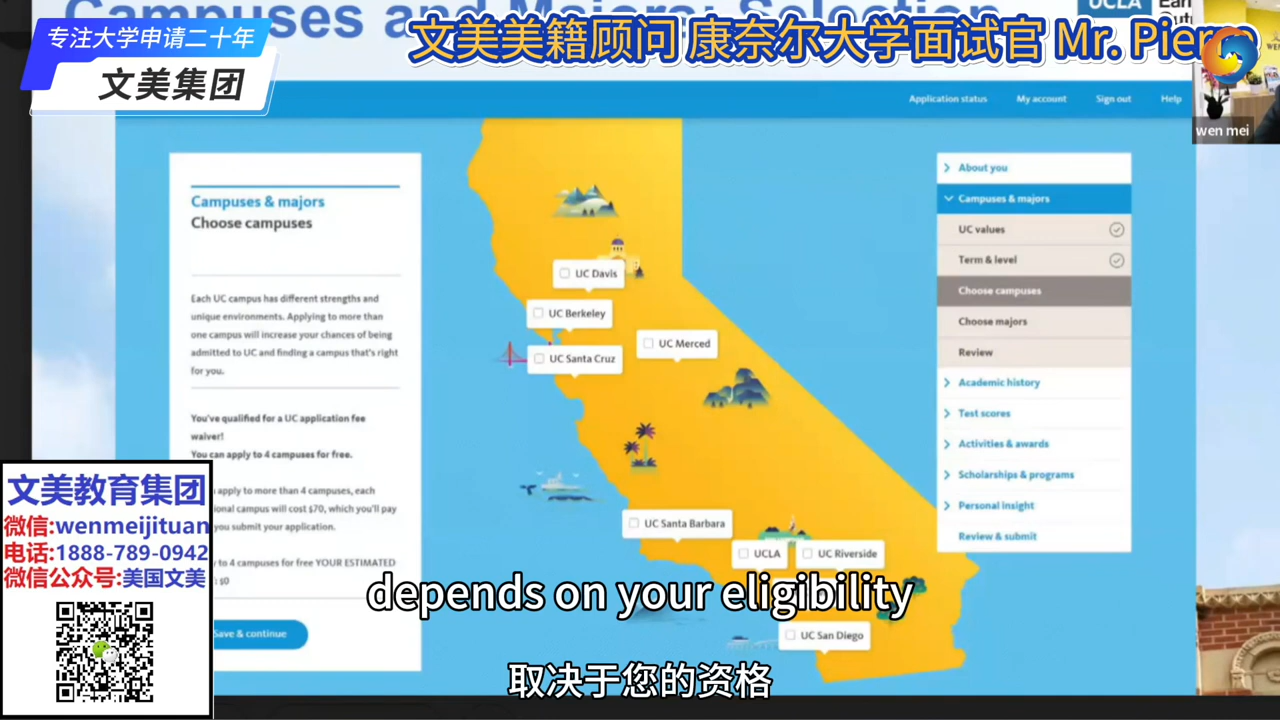 Campuses and Majors: Selection
UCLA
专注大学申请二十年
文美集团
文美美籍顾问 康奈尔大学面试官 Mr. Pierre
wen mei
Application status
My account
Sign out
Help
Campuses & majors
Choose campuses
Each UC campus has different strengths and
unique environments. Applying to more than
one campus will increase your chances of being
admitted to UC and finding a campus that's right
for you.
You've qualified for a UC application fee
waiver!
You can apply to 4 campuses for free.
apply to more than 4 campuses, each
ional campus will cost $70, which you'll pay
you submit your application.
to 4 campuses for free YOUR ESTIMATED
$0
Save & continue
UC Davis
UC Berkeley
UC Santa Cruz
UC Merced
UC Santa Barbara
UCLA
UC Riverside
UC San Diego
About you
Campuses & majors
UC values
Term & level
Choose campuses
Choose majors
Review
Academic history
Test scores
Activities & awards
Scholarships & programs
Personal insight
Review & submit
文美教育集团
微信:wenmeijituan
电话:1888-789-0942
微信公众号:美国文美
depends on your eligibility
取决于您的资格